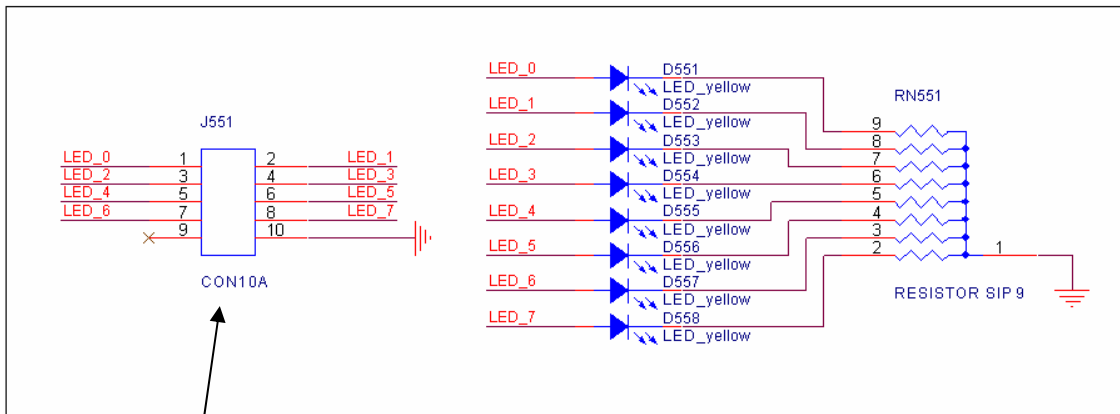 J551
LED_0 1 2 LED_1
LED_2 3 4 LED_3
LED_4 5 6 LED_5
LED_6 7 8 LED_7
9 10
CON10A
LED_0 D551
LED_yellow
LED_1 D552
LED_yellow
LED_2 D553
LED_yellow
LED_3 D554
LED_yellow
LED_4 D555
LED_yellow
LED_5 D556
LED_yellow
LED_6 D557
LED_yellow
LED_7 D558
LED_yellow
RN551
9
8
7
6
5
4
3
2
1
RESISTOR SIP 9